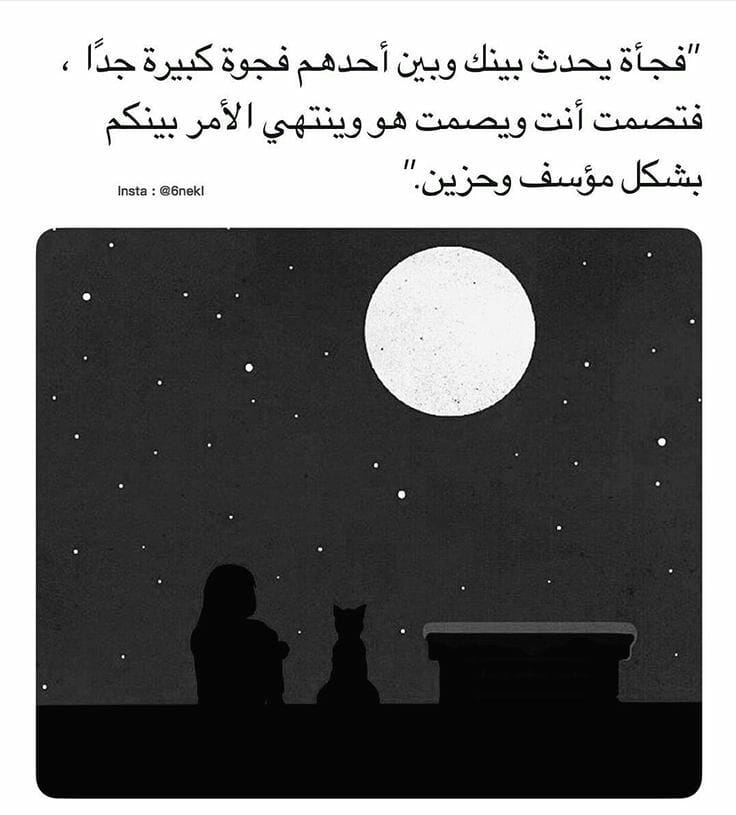 "فجأة يحدث بينك وبين أحدهم فجوة كبيرة جدًا ،
فتصمت أنت ويصمت هو وينتهي الأمر بينكم
بشكل مؤسف وحزين."
Insta : @6nekl